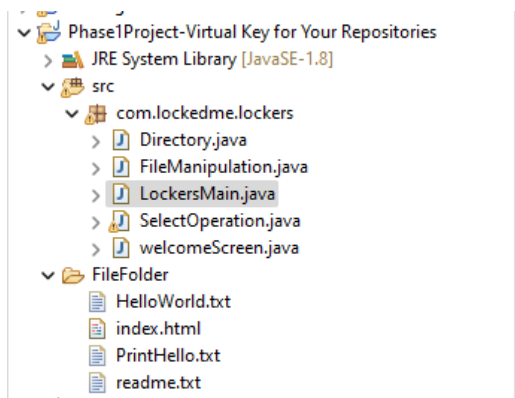 Phase1Project-Virtual Key for Your Repositories
JRE System Library [JavaSE-1.8]
src
com.lockedme.lockers
Directory.java
FileManipulation.java
LockersMain.java
SelectOperation.java
welcomeScreen.java
FileFolder
HelloWorld.txt
index.html
PrintHello.txt
readme.txt